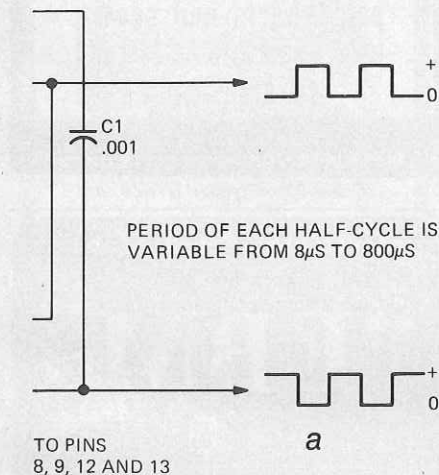 +
0
C1
.001
PERIOD OF EACH HALF-CYCLE IS
VARIABLE FROM 8μS TO 800μS
+
0
TO PINS
8, 9, 12 AND 13
a